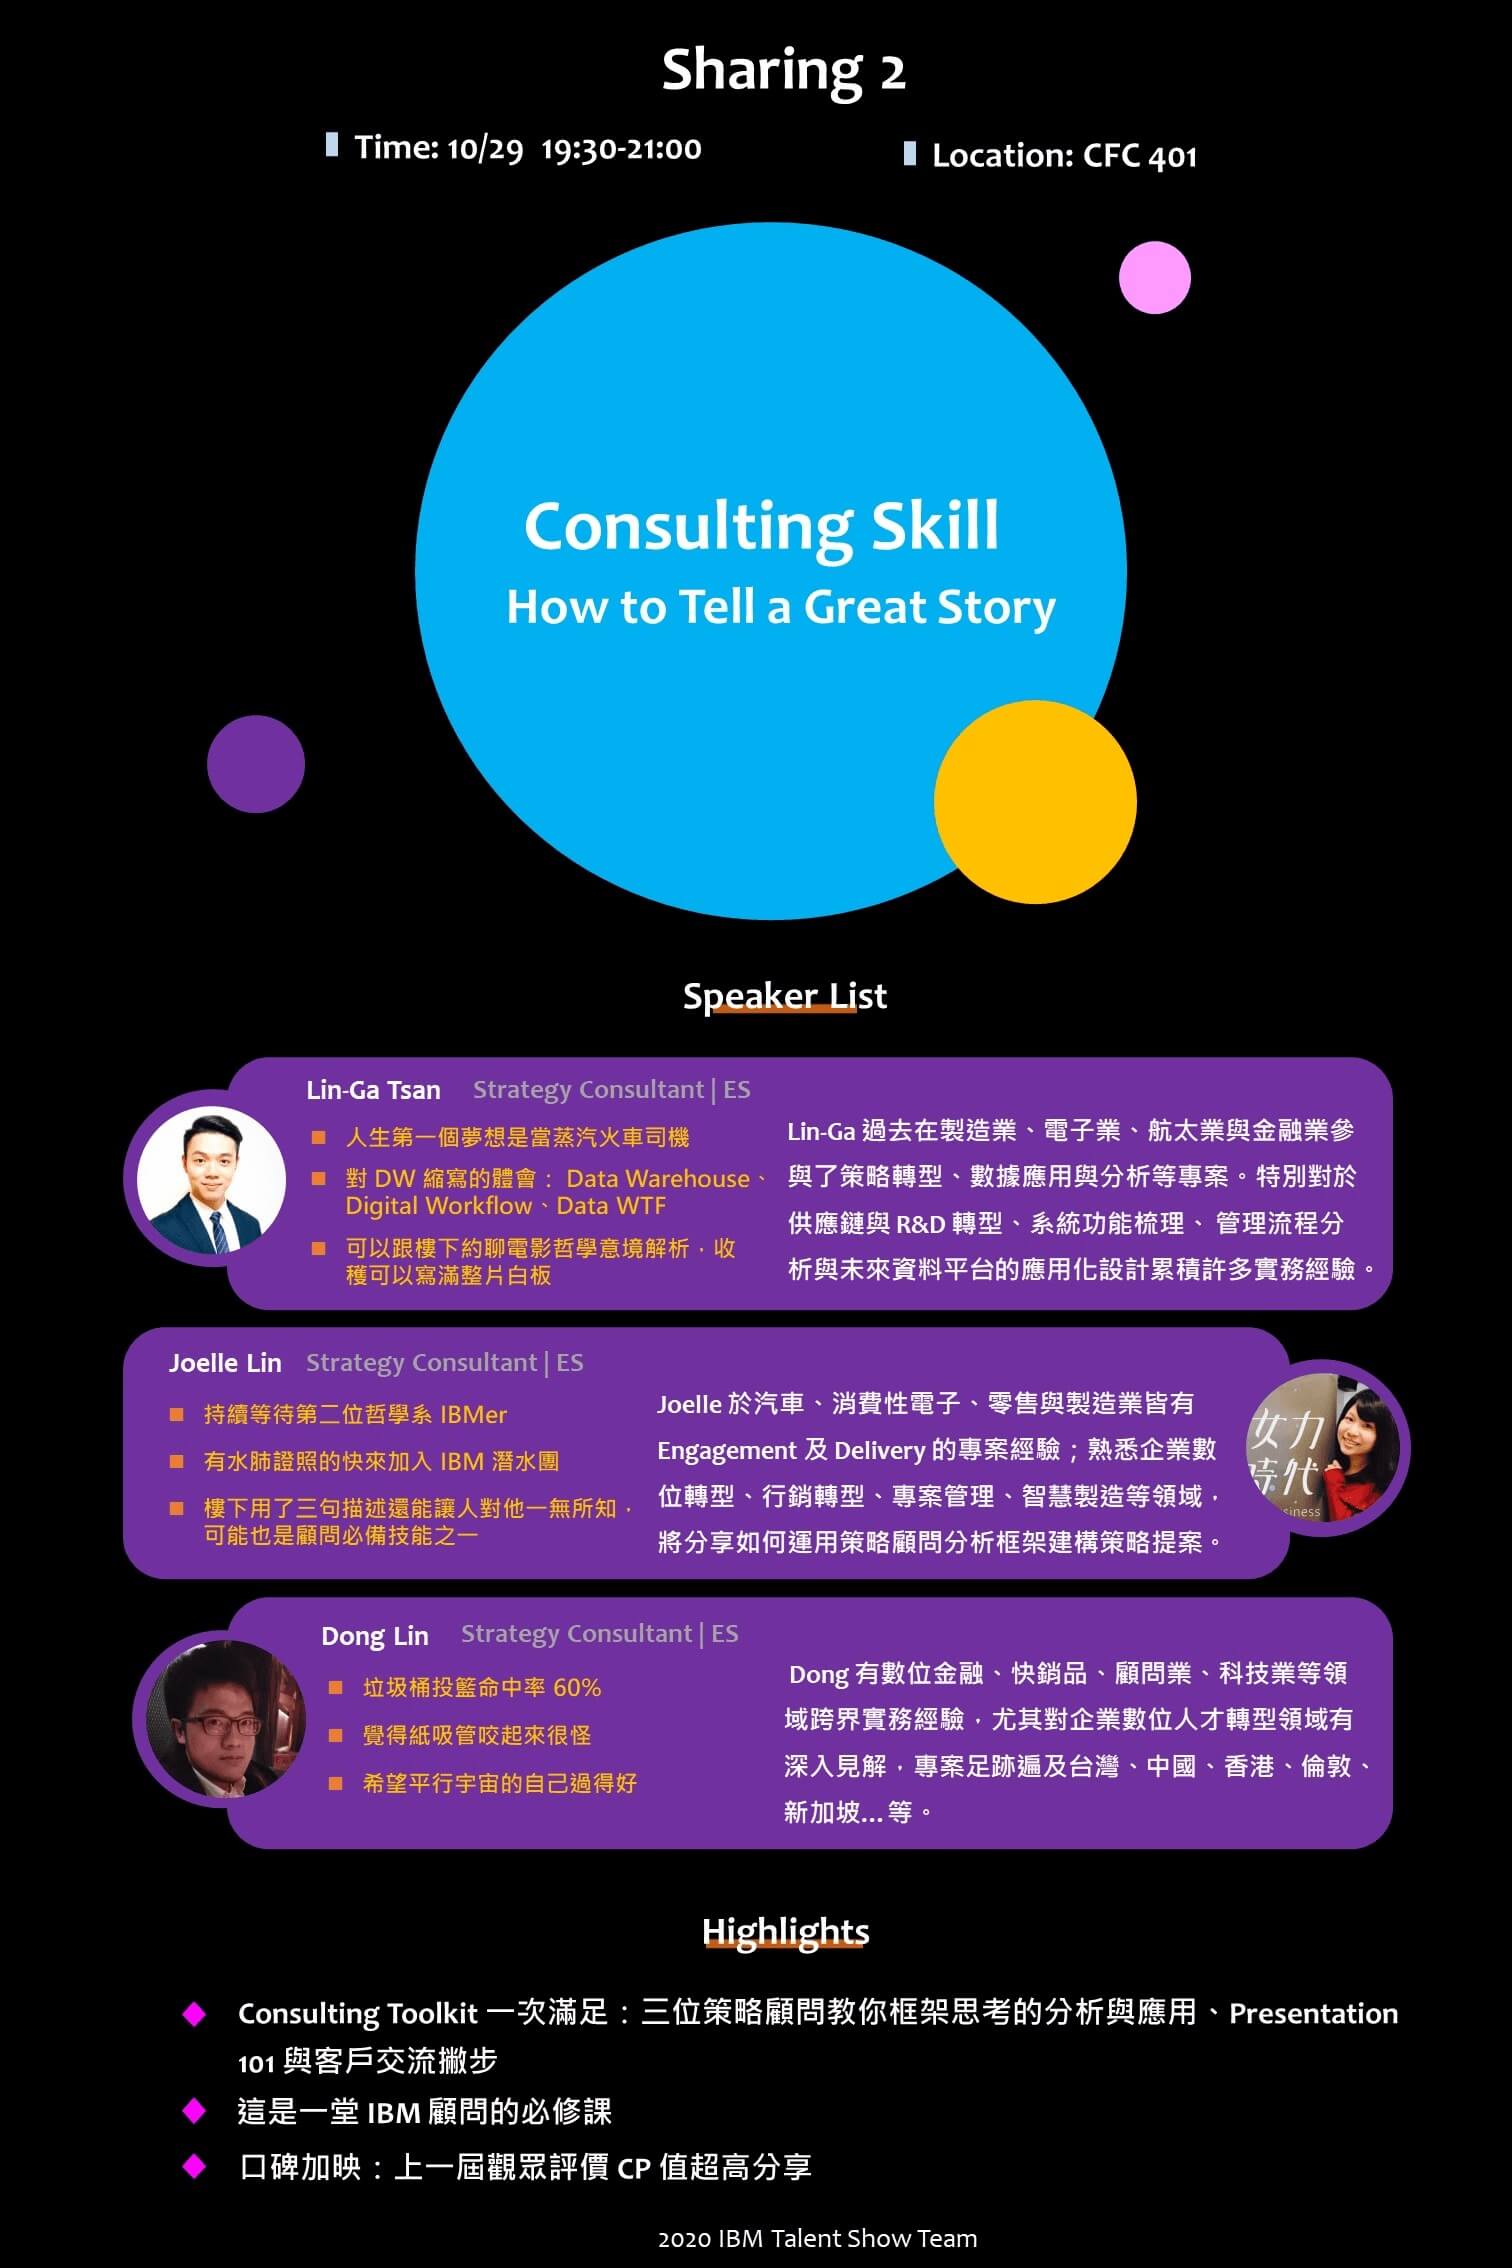 Sharing 2
Time: 10/29 19:30-21:00
Location: CFC 401
Consulting Skill
How to Tell a Great Story
Speaker List
Lin-Ga Tsan Strategy Consultant | ES
人生第一個夢想是當蒸汽火車司機
對 DW 縮寫的體會： Data Warehouse、
Digital Workflow、Data WTF
可以跟樓下約聊電影哲學意境解析，收
穫可以寫滿整片白板
Lin-Ga 過去在製造業、電子業、航太業與金融業參
與了策略轉型、數據應用與分析等專案。特別對於
供應鏈與 R&D 轉型、系統功能梳理、 管理流程分
析與未來資料平台的應用化設計累積許多實務經驗。
Joelle Lin Strategy Consultant | ES
持續等待第二位哲學系 IBMer
有水肺證照的快來加入 IBM 潛水團
樓下用了三句描述還能讓人對他一無所知，
可能也是顧問必備技能之一
Joelle 於汽車、消費性電子、零售與製造業皆有
Engagement 及 Delivery 的專案經驗；熟悉企業數
位轉型、行銷轉型、專案管理、智慧製造等領域，
將分享如何運用策略顧問分析框架建構策略提案。
女力
時代
siness
Dong Lin Strategy Consultant | ES
垃圾桶投籃命中率 60%
覺得紙吸管咬起來很怪
希望平行宇宙的自己過得好
Dong 有數位金融、快銷品、顧問業、科技業等領
域跨界實務經驗，尤其對企業數位人才轉型領域有
深入見解，專案足跡遍及台灣、中國、香港、倫敦、
新加坡... 等。
Highlights
Consulting Toolkit 一次滿足：三位策略顧問教你框架思考的分析與應用、Presentation
101 與客戶交流撇步
這是一堂 IBM 顧問的必修課
口碑加映：上一屆觀眾評價 CP 值超高分享
2020 IBM Talent Show Team